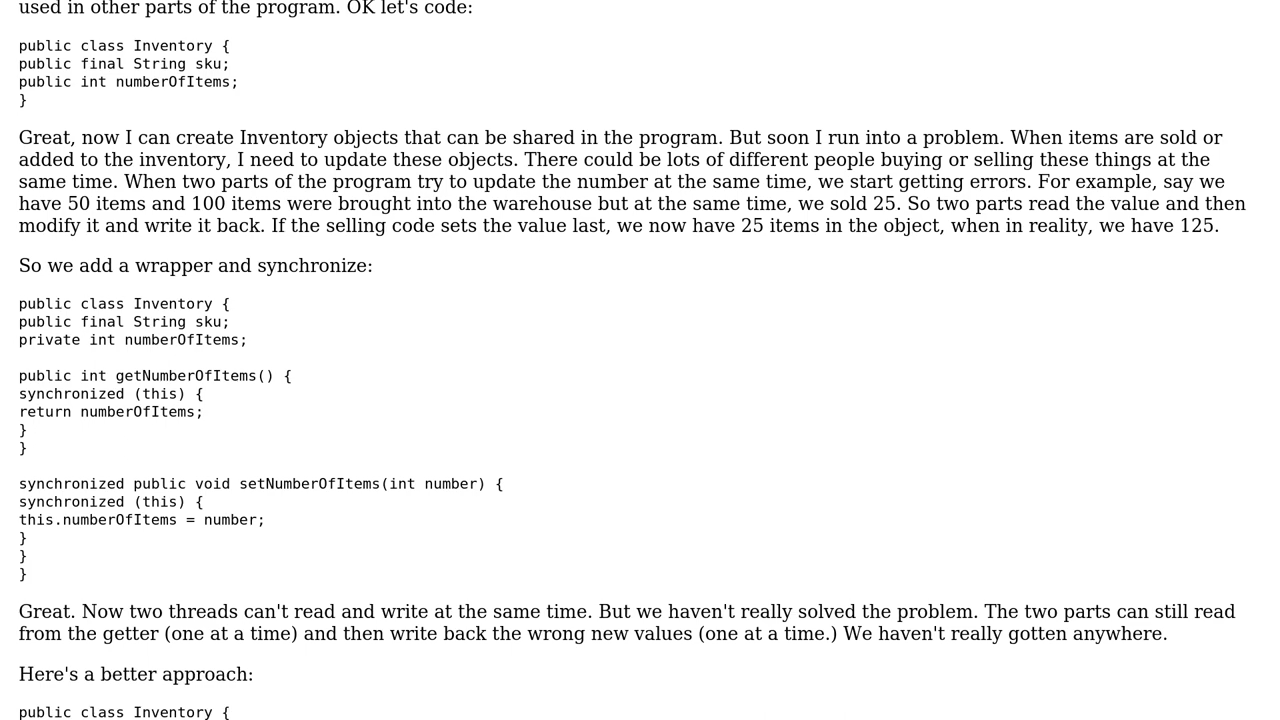 used in other parts of the program. OK let's code:
public class Inventory {
public final String sku;
public int numberOfItems;
}
Great, now I can create Inventory objects that can be shared in the program. But soon I run into a problem. When items are sold or
added to the inventory, I need to update these objects. There could be lots of different people buying or selling these things at the
same time. When two parts of the program try to update the number at the same time, we start getting errors. For example, say we
have 50 items and 100 items were brought into the warehouse but at the same time, we sold 25. So two parts read the value and then
modify it and write it back. If the selling code sets the value last, we now have 25 items in the object, when in reality, we have 125.
So we add a wrapper and synchronize:
public class Inventory {
public final String sku;
private int numberOfItems;
public int getNumberOfItems() {
synchronized (this) {
return numberOfItems;
}
}
synchronized public void setNumberOfItems(int number) {
synchronized (this) {
this.numberOfItems = number;
}
}
}
Great. Now two threads can't read and write at the same time. But we haven't really solved the problem. The two parts can still read
from the getter (one at a time) and then write back the wrong new values (one at a time.) We haven't really gotten anywhere.
Here's a better approach:
public class Inventory {